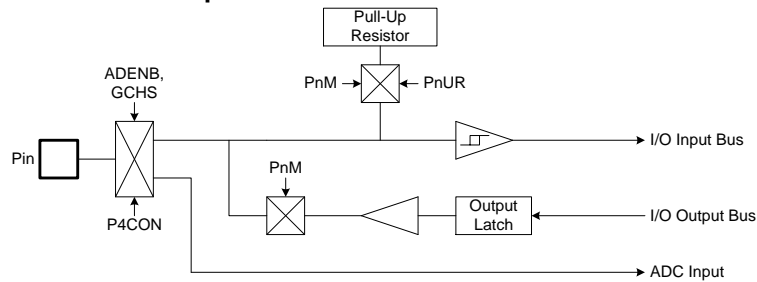 Pull-Up
Resistor
ADENB,
GCHS
PnM
PnUR
Pin
I/O Input Bus
PnM
P4CON
Output
Latch
I/O Output Bus
ADC Input